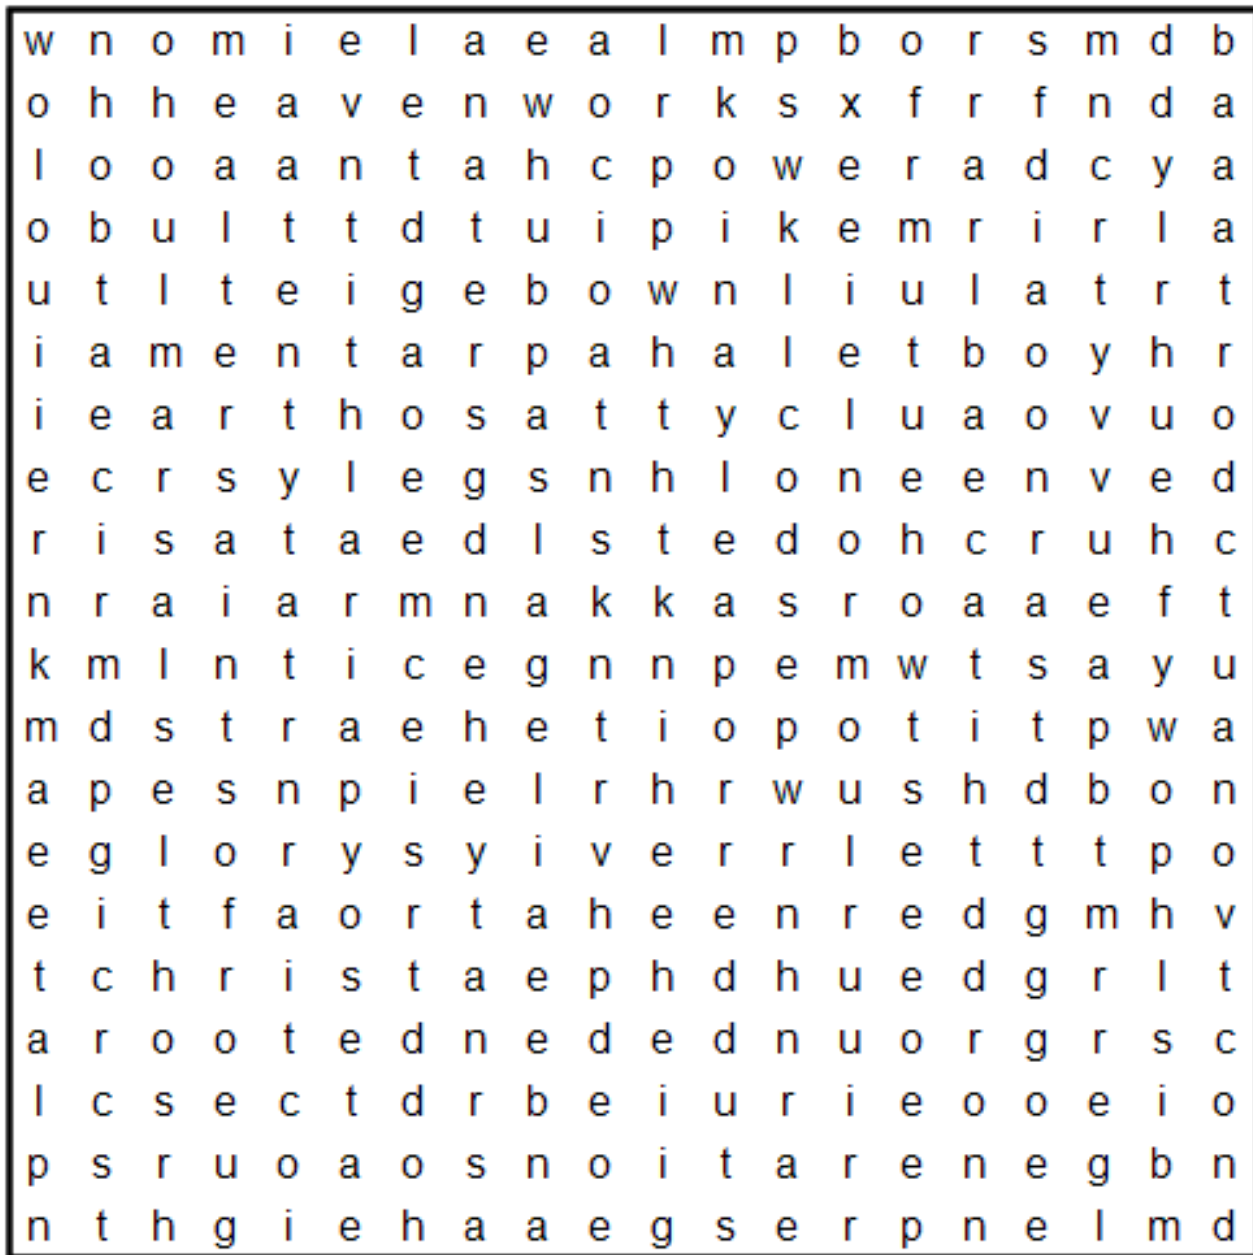 w n o m i e l a e a l m p b o r s m d b
o h h e a v e n w o r k s x f r f n d a
l o o a a n t a h c p o w e r a d c y a
o b u l t t d t u i p i k e m r i r l a
u t l t e i g e b o w n l i u l a t r t
i a m e n t a r p a h a l e t b o y h r
i e a r t h o s a t t y c l u a o v u o
e c r s y l e g s n h l o n e e n v e d
r i s a t a e d l s t e d o h c r u h c
n r a i a r m n a k k a s r o a a e f t
k m l n t i c e g n n p e m w t s a y u
m d s t r a e h e t i o p o t i t p w a
a p e s n p i e l r h r w u s h d b o n
e g l o r y s y i v e r r l e t t t p o
e i t f a o r t a h e e n r e d g m h v
t c h r i s t a e p h d h u e d g r l t
a r o o t e d n e d e d n u o r g r s c
l c s e c t d r b e i u r i e o o e i o
p s r u o a o s n o i t a r e n e g b n
n t h g i e h a a e g s e r p n e l m d